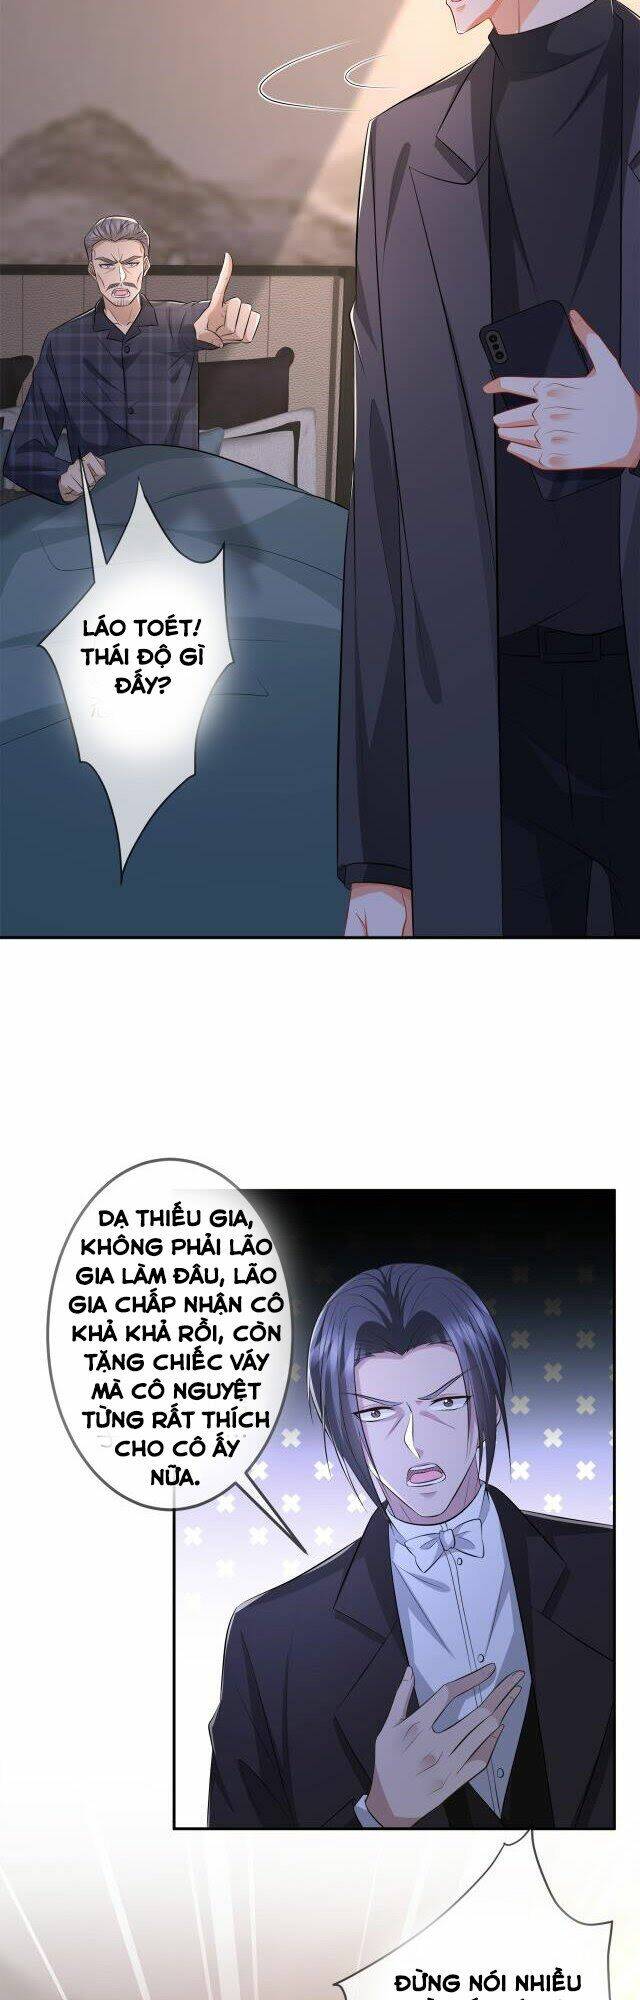 LÁO TOÉT!
THÁI ĐỘ GÌ
ĐẤY?
DẠ THIẾU GIA,
KHÔNG PHẢI LÃO
GIA LÀM ĐÂU, LÃO
GIA CHẤP NHẬN CÔ
KHẢ KHẢ RỒI, CÒN
TẶNG CHIẾC VÁY
MÀ CÔ NGUYỆT
TỪNG RẤT THÍCH
CHO CÔ ẤY
NỮA.
ĐỪNG NÓI NHIỀU